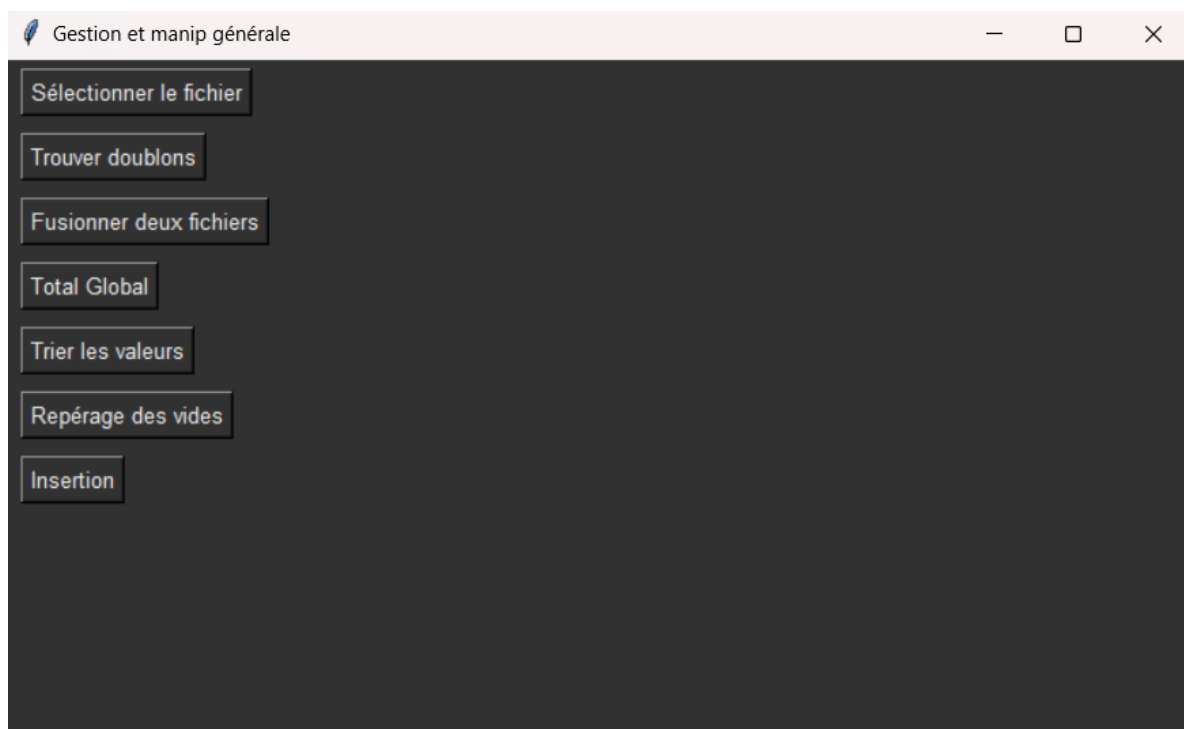 Gestion et manip générale
Sélectionner le fichier
Trouver doublons
Fusionner deux fichiers
Total Global
Trier les valeurs
Repérage des vides
Insertion